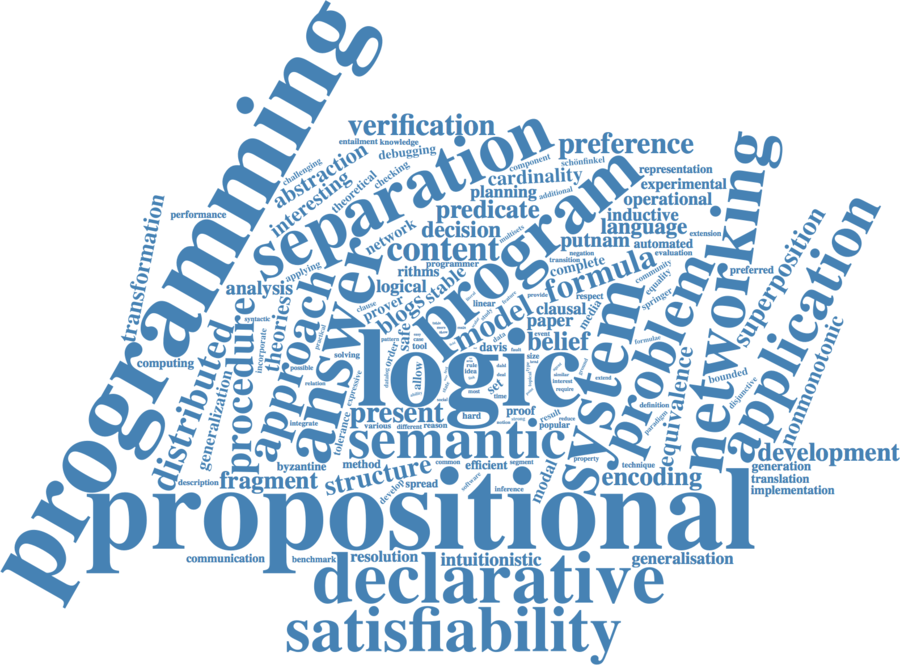 programming
verification
entailment
knowledge
debugging
challenging
abstraction
theoretical
checking
interesting
separation
component
schönfinkel
preference
cardinality
planning
additional
representation
experimental
operational
predicate
program
inductive
language
extension
decision
multisets
putnam
automated
evaluation
negation
transition
complete
content
network
programmer
performance
transformation
applying
analysis
rithms
stable
logical
blogs
prover
clause
safe
linear
model
formula
provide
respect
clausal
paper
media
community
equality
springer
networking
preferred
superposition
application
nonmonotonic
bounded
disjunctive
theories
syntactic
incorporate
practical
approach
answer
procedure
distributed
generalization
computing
possible
solving
relation
expressive
tolerance
integrate
order
datalog
pattern
case
tool
davis
event
belief
formulae
size
logic
allow
rule
idea
set
time
interest
require
extend
system
problem
equivalence
definition
paradigm
present
various
different
reason
hard
proof
result
reduce
popular
semantic
byzantine
method
description
fragment
structure
common
efficient
segment
software
inference
develop
spread
modal
property
technique
encoding
development
generation
translation
implementation
propositional
communication
benchmark
resolution
intuitionistic
generalisation
declarative
satisfiability